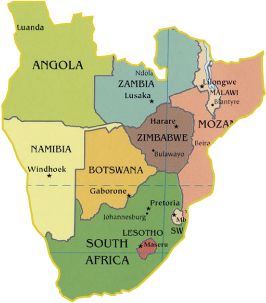 Luanda
ANGOLA
Ndola
ZAMBIA
Lusaka
Lilongwe
MALAWI
Blantyre
Harare
MOZAN
ZIMBABWE
Beira
Bulawayo
NAMIBIA
Windhoek
BOTSWANA
Gaborone
Pretoria
Johannesburg
Mb
SW
LESOTHO
Maseru
SOUTH
AFRICA